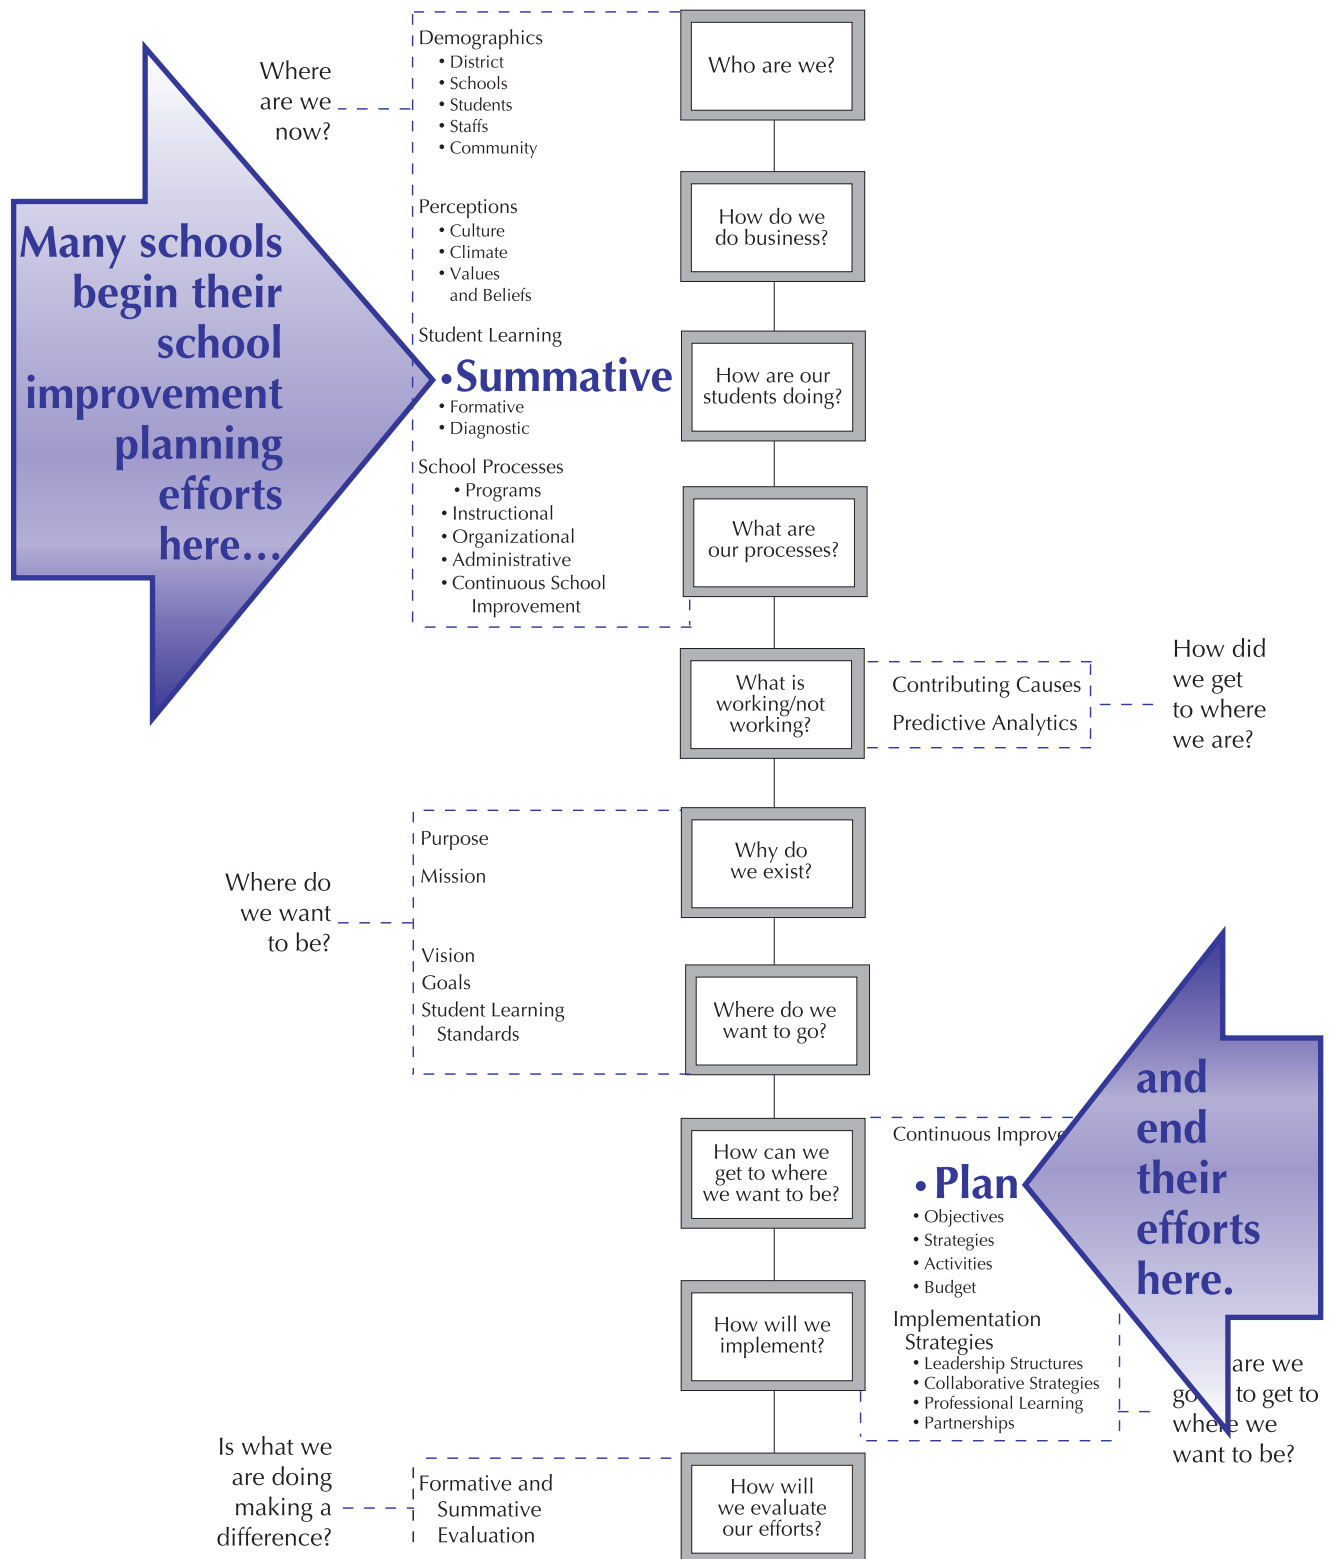 Where
are we
now?
Many schools
begin their
school
improvement
planning
efforts
here…
Demographics
• District
• Schools
• Students
• Staffs
• Community
Who are we?
Perceptions
• Culture
• Climate
• Values
and Beliefs
How do we
do business?
Student Learning
• Summative
• Formative
• Diagnostic
How are our
students doing?
School Processes
• Programs
• Instructional
• Organizational
• Administrative
• Continuous School
Improvement
What are
our processes?
What is
working/not
working?
Contributing Causes
Predictive Analytics
How did
we get
to where
we are?
Where do
we want
to be?
Purpose
Mission
Why do
we exist?
Vision
Goals
Student Learning
Standards
Where do we
want to go?
How can we
get to where
we want to be?
Continuous
• Plan
• Objectives
• Strategies
• Activities
• Budget
and
end
their
efforts
here.
How will we
implement?
Implementation
Strategies
• Leadership Structures
• Collaborative Strategies
• Professional Learning
• Partnerships
are we
to get to
where we
want to be?
Is what we
are doing
making a
difference?
Formative and
Summative
Evaluation
How will
we evaluate
our efforts?